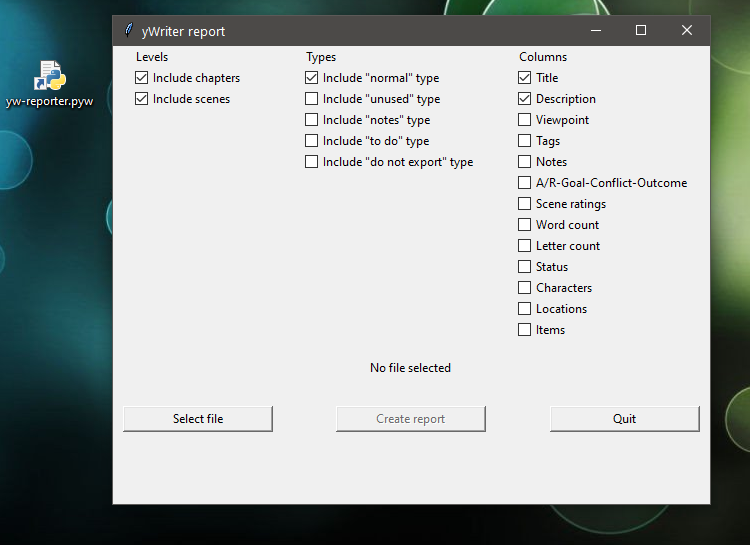 yw-reporter.pyw
yWriter report
Levels
Include chapters
Include scenes
Types
Include "normal" type
Include "unused" type
Include "notes" type
Include "to do" type
Include "do not export" type
Columns
Title
Description
Viewpoint
Tags
Notes
A/R-Goal-Conflict-Outcome
Scene ratings
Word count
Letter count
Status
Characters
Locations
Items
No file selected
Select file
Create report
Quit